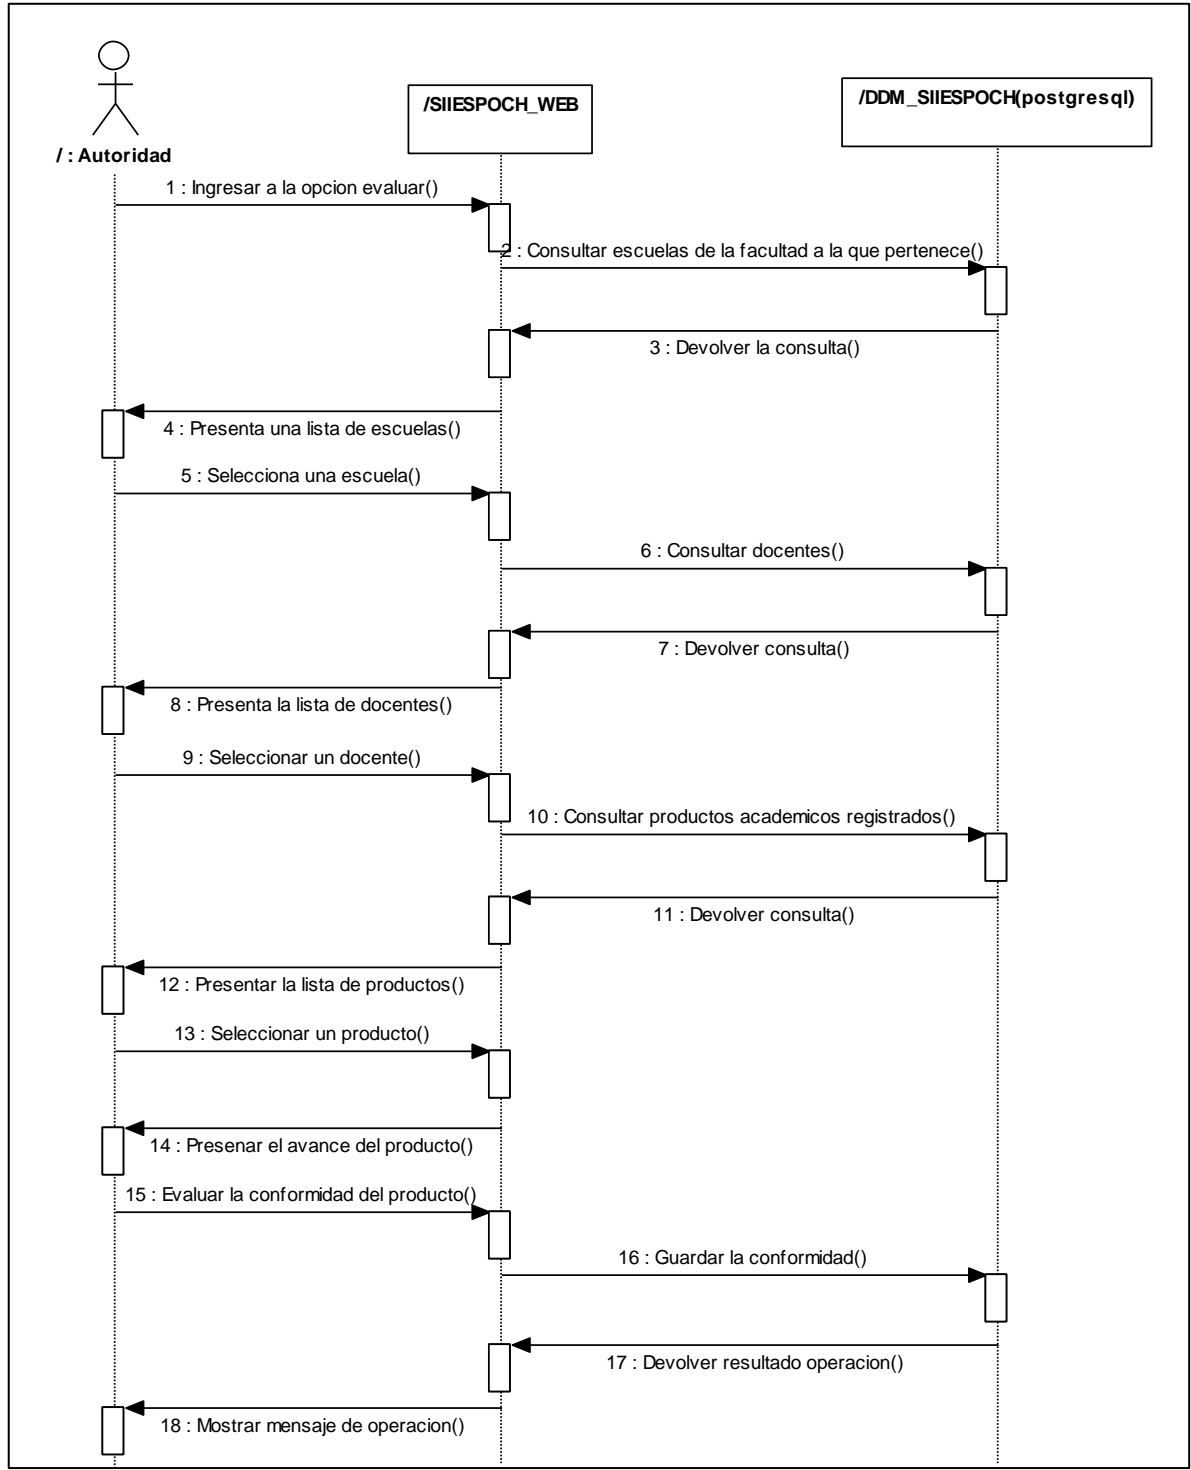 /SIIESPOCH_WEB
/DDM_SIIESPOCH(postgresql)
/ : Autoridad
1 : Ingresar a la opcion evaluar()
2 : Consultar escuelas de la facultad a la que pertenece()
3 : Devolver la consulta()
4 : Presenta una lista de escuelas()
5 : Selecciona una escuela()
6 : Consultar docentes()
7 : Devolver consulta()
8 : Presenta la lista de docentes()
9 : Seleccionar un docente()
10 : Consultar productos academicos registrados()
11 : Devolver consulta()
12 : Presentar la lista de productos()
13 : Seleccionar un producto()
14 : Presenar el avance del producto()
15 : Evaluar la conformidad del producto()
16 : Guardar la conformidad()
17 : Devolver resultado operacion()
18 : Mostrar mensaje de operacion()